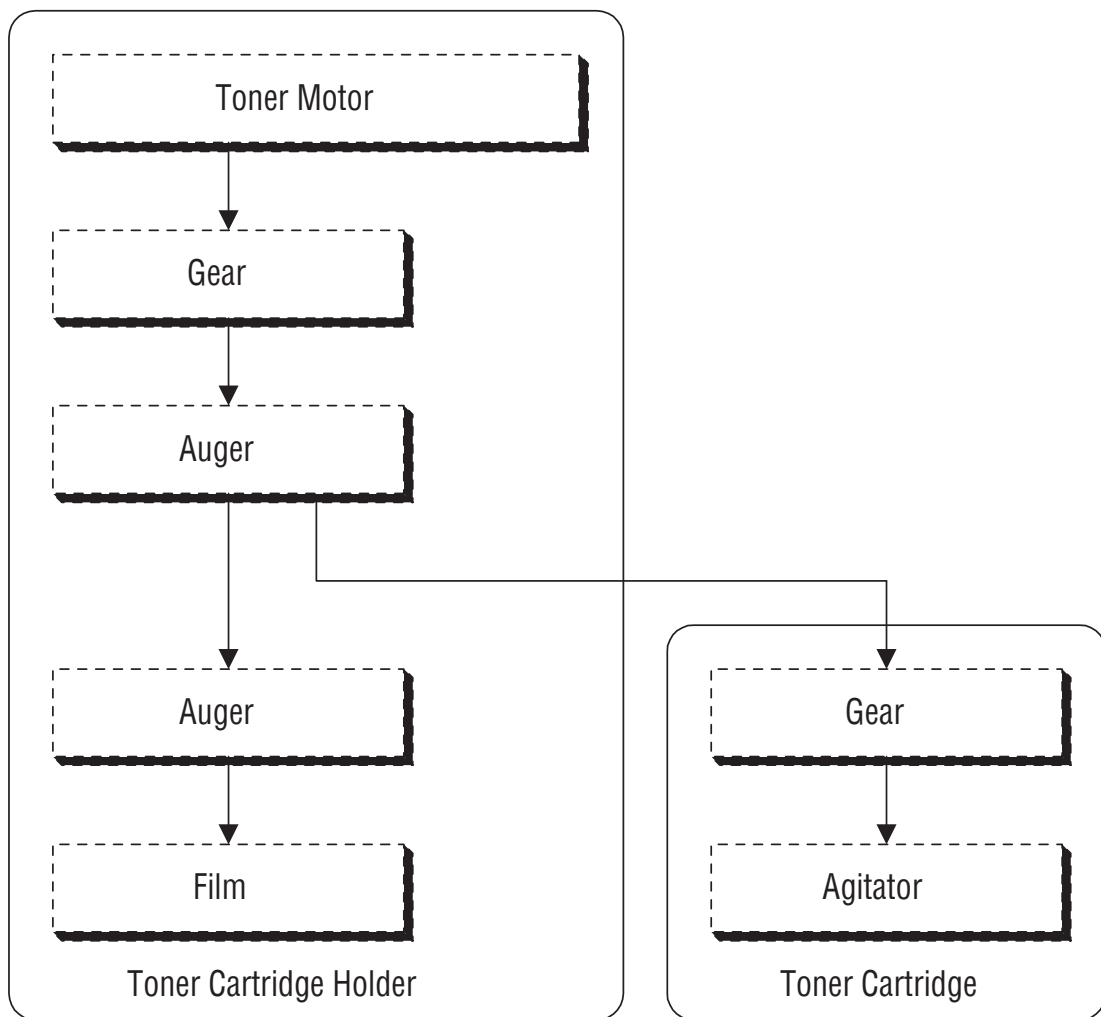 Toner Motor
Gear
Auger
Auger
Film
Toner Cartridge Holder
Gear
Agitator
Toner Cartridge